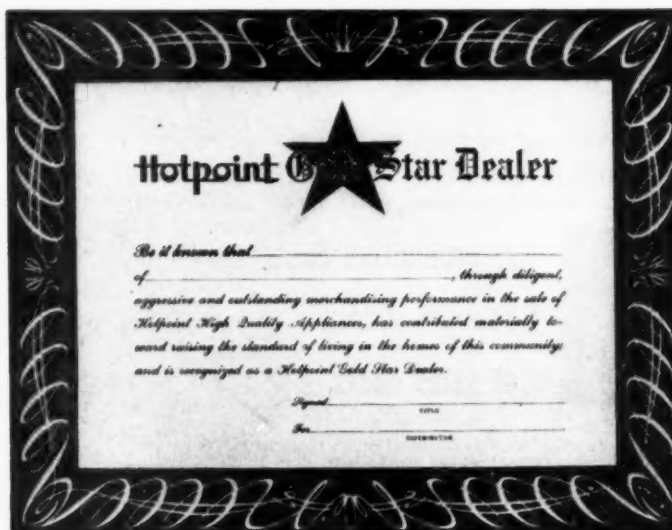 Hotpoint Gold Star Dealer
Be it known that
of , through diligent,
aggressive and outstanding merchandising performance in the sale of
Hotpoint High Quality Appliances, has contributed materially to-
ward raising the standard of living in the homes of this community;
and is recognized as a Hotpoint Gold Star Dealer.
Signed
TITLE
For
DISTRIBUTOR